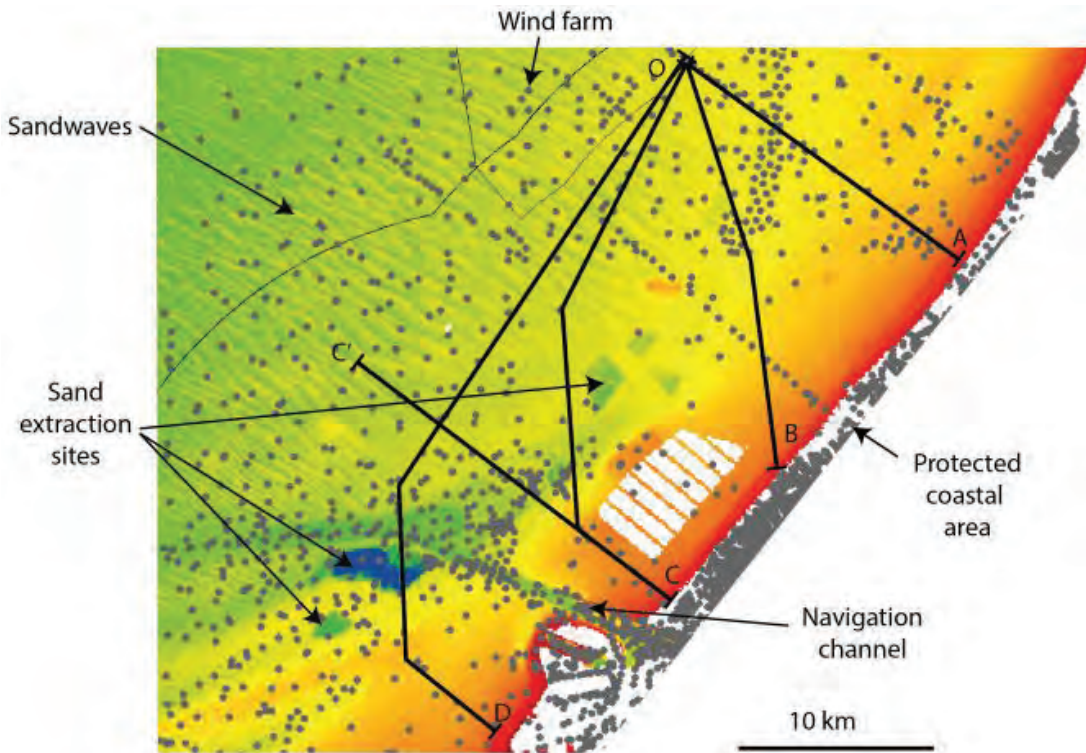 Wind farm
O
Sandwaves
A
C'
Sand
extraction
sites
B
Protected
coastal
area
C
Navigation
channel
D
10 km